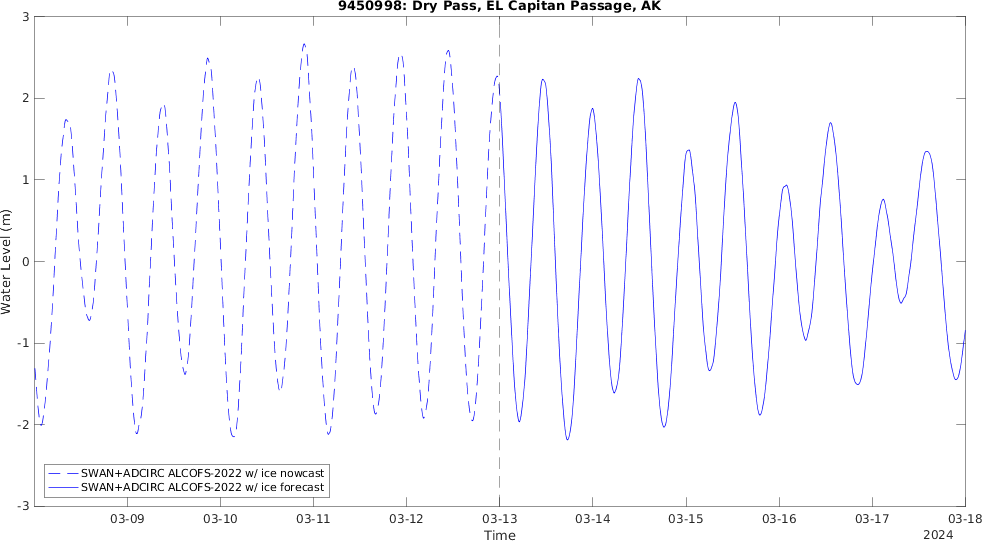 9450998: Dry Pass, EL Capitan Passage, AK
3
2
1
0
-1
-2
-3
Water Level (m)
SWAN+ADCIRC ALCOFS-2022 w/ ice nowcast
SWAN+ADCIRC ALCOFS-2022 w/ ice forecast
03-09 03-10 03-11 03-12 03-13 03-14 03-15 03-16 03-17 03-18
Time
2024